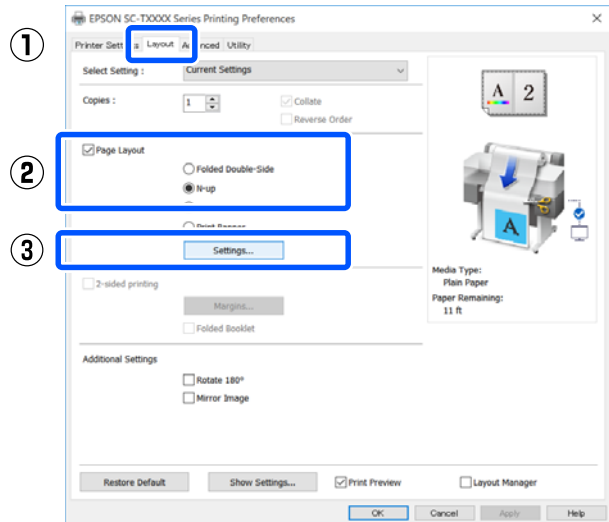 EPSON SC-TXXXX Series Printing Preferences
①
Printer Sett s Layout A nced Utility
Select Setting : Current Settings
Copies : 1
Collate
Reverse Order
A 2
②
Page Layout
Folded Double-Side
N-up
A
③
Settings...
Media Type:
Plain Paper
Paper Remaining:
11 ft
2-sided printing
Margins...
Folded Booklet
Additional Settings
Rotate 180°
Mirror Image
Restore Default Show Settings... Print Preview Layout Manager
OK Cancel Apply Help